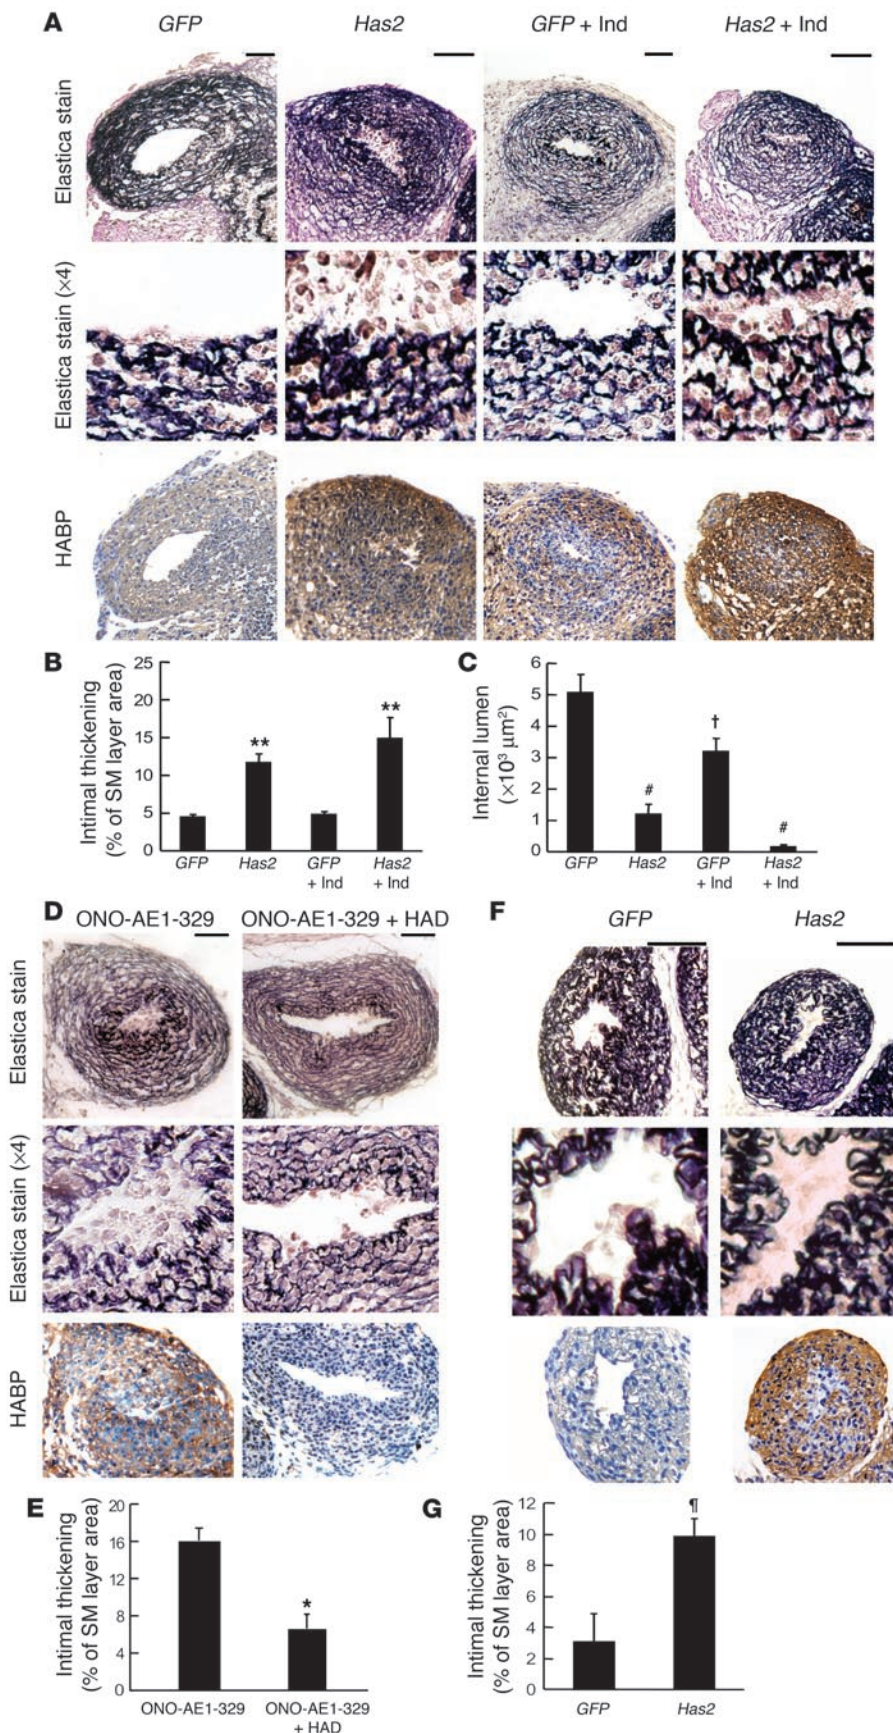 A
GFP
Has2
GFP + Ind
Has2 + Ind
Elastica stain
Elastica stain (×4)
HABP
B
Intimal thickening
(% of SM layer area)
25
20
15
10
5
0
**
**
GFP
Has2
GFP
+ Ind
Has2
+ Ind
C
Internal lumen
(×10³ μm²)
6
5
4
3
2
1
0
#
†
#
GFP
Has2
GFP
+ Ind
Has2
+ Ind
D
ONO-AE1-329
ONO-AE1-329 + HAD
Elastica stain
Elastica stain (×4)
HABP
F
GFP
Has2
E
Intimal thickening
(% of SM layer area)
20
16
12
8
4
0
*
ONO-AE1-329
ONO-AE1-329
+ HAD
G
Intimal thickening
(% of SM layer area)
12
10
8
6
4
2
0
¶
GFP
Has2